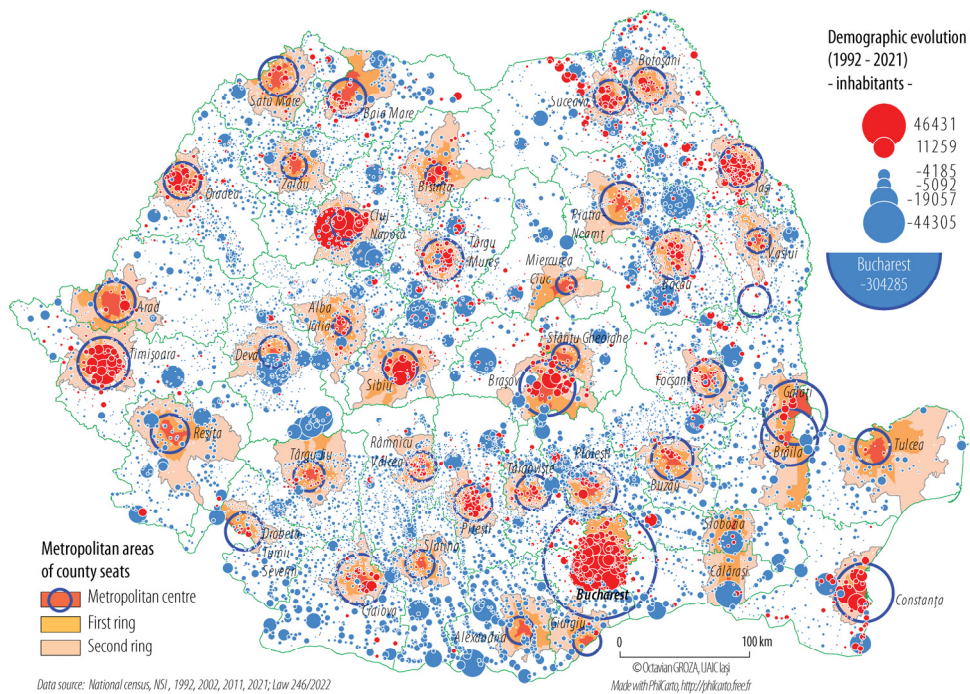 Demographic evolution
(1992 - 2021)
- inhabitants -
46431
11259
-4185
-5092
-19057
-44305
Bucharest
-304285
Botoșani
Suceava
Satu Mare
Baia Mare
Zalău
Bistrița
Iași
Oradea
Cluj
Napoca
Târgu
Mureș
Piatra
Neamț
Vaslui
Bacău
Miercurea
Ciuc
Arad
Alba
Iulia
Timișoara
Deva
Sibiu
Sfântu Gheorghe
Brașov
Focșani
Galați
Brăila
Tulcea
Reșița
Târgu Jiu
Râmnicu
Vâlcea
Târgoviște
Ploiești
Buzău
Pitești
Drobeta
Turnu
Severin
Slatina
Slobozia
Călărași
Bucharest
Constanța
Alexandria
Giurgiu
Metropolitan areas
of county seats
Metropolitan centre
First ring
Second ring
0
100 km
© Octavian GROZA, UAIC Iași
Made with PhilCarto, http://philcarto.free.fr
Data source: National census, NSI, 1992, 2002, 2011, 2021; Law 246/2022